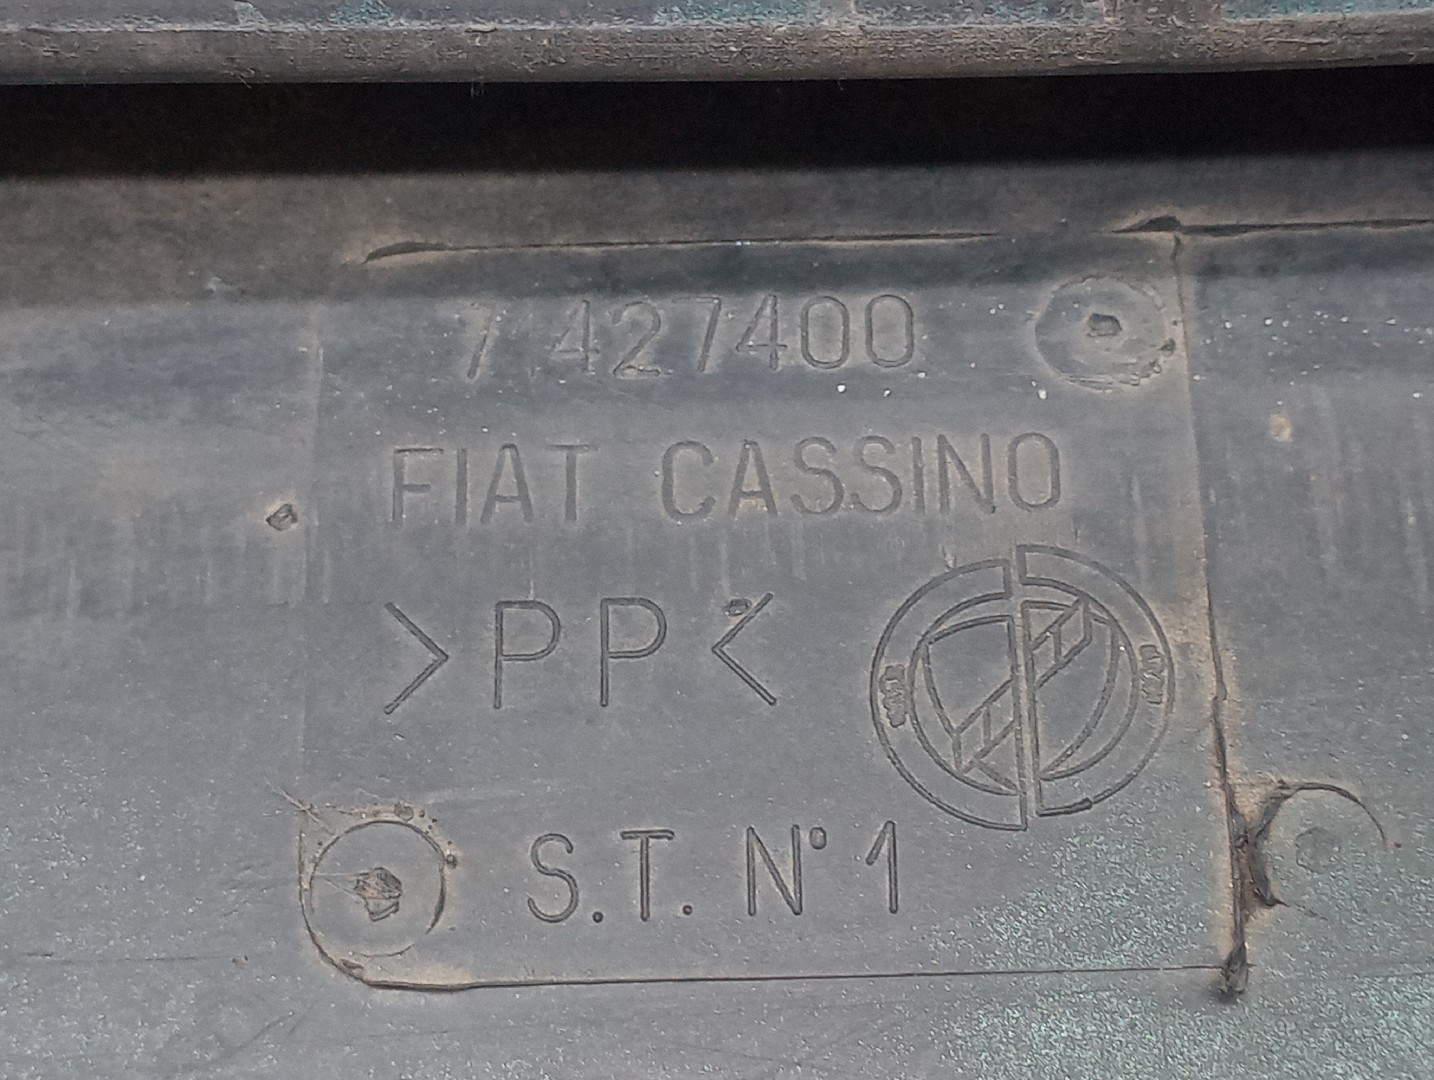 7 427400
FIAT CASSINO
>PP<
S.T. N° 1